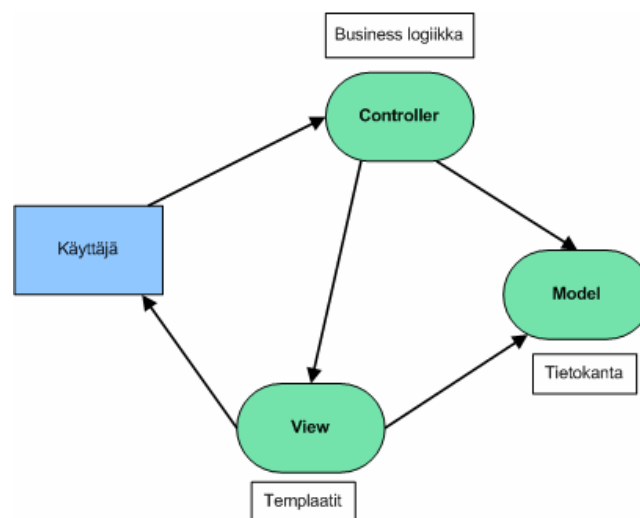 Business logiikka
Controller
Käyttäjä
Model
Tietokanta
View
Templaatit